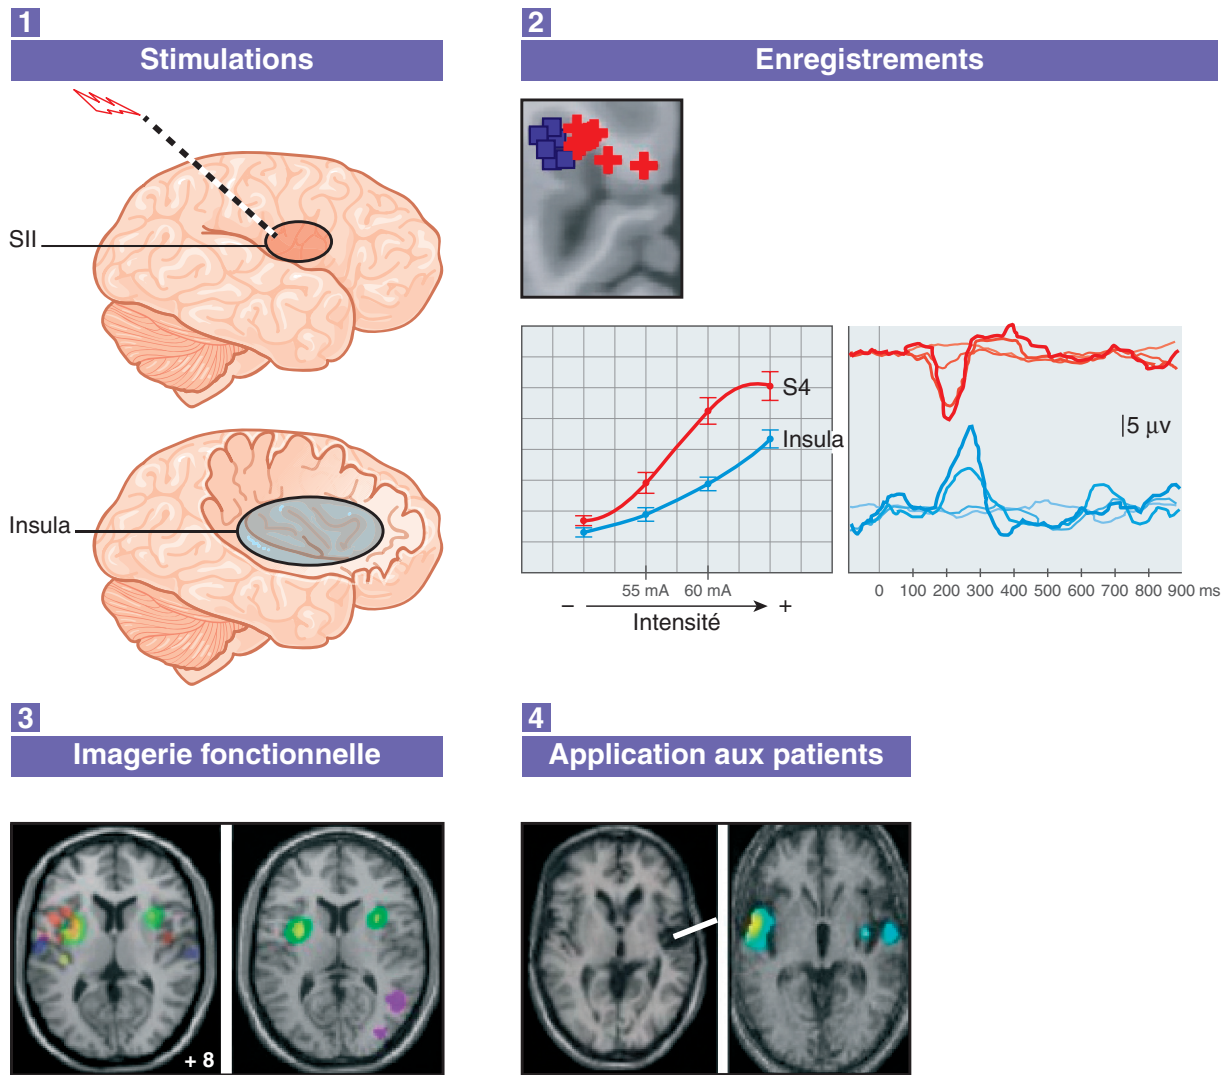 1
Stimulations
SII
Insula
2
Enregistrements
S4
Insula
55 mA 60 mA
– +
Intensité
5 μv
0 100 200 300 400 500 600 700 800 900 ms
3
Imagerie fonctionnelle
+ 8
4
Application aux patients